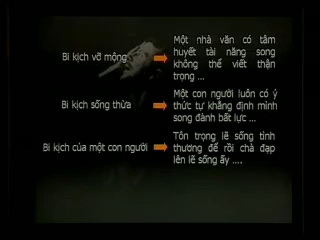 Bi kịch vỡ mộng
Một nhà văn có tâm
huyết tài năng song
không thể viết thận
trọng ...
Bi kịch sống thừa
Một con người luôn có ý
thức tự khẳng định mình
song đành bất lực ...
Bi kịch của một con người
Tôn trọng lẽ sống tình
thương để rồi chà đạp
lên lẽ sống ấy ....